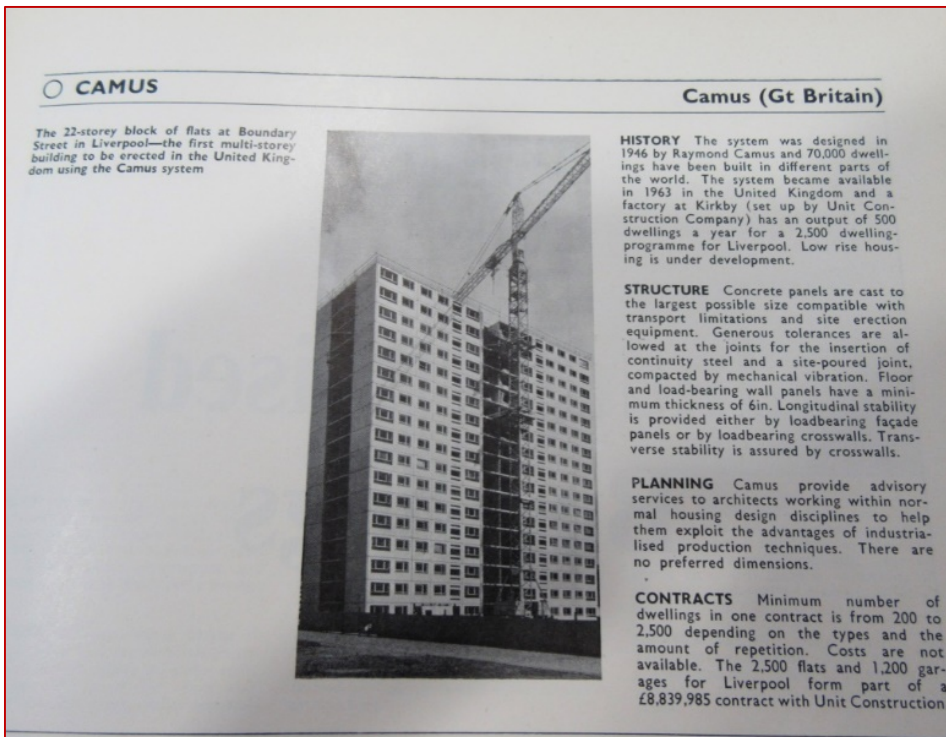 CAMUS
Camus (Gt Britain)
The 22-storey block of flats at Boundary
Street in Liverpool—the first multi-storey
building to be erected in the United King-
dom using the Camus system
HISTORY The system was designed in
1946 by Raymond Camus and 70,000 dwell-
ings have been built in different parts of
the world. The system became available
in 1963 in the United Kingdom and a
factory at Kirkby (set up by Unit Con-
struction Company) has an output of 500
dwellings a year for a 2,500 dwelling-
programme for Liverpool. Low rise hous-
ing is under development.
STRUCTURE Concrete panels are cast to
the largest possible size compatible with
transport limitations and site erection
equipment. Generous tolerances are al-
lowed at the joints for the insertion of
continuity steel and a site-poured joint,
compacted by mechanical vibration. Floor
and load-bearing wall panels have a mini-
mum thickness of 6in. Longitudinal stability
is provided either by loadbearing façade
panels or by loadbearing crosswalls. Trans-
verse stability is assured by crosswalls.
PLANNING Camus provide advisory
services to architects working within nor-
mal housing design disciplines to help
them exploit the advantages of industria-
lised production techniques. There are
no preferred dimensions.
CONTRACTS Minimum number of
dwellings in one contract is from 200 to
2,500 depending on the types and the
amount of repetition. Costs are not
available. The 2,500 flats and 1,200 gar-
ages for Liverpool form part of a
£8,839,985 contract with Unit Construction